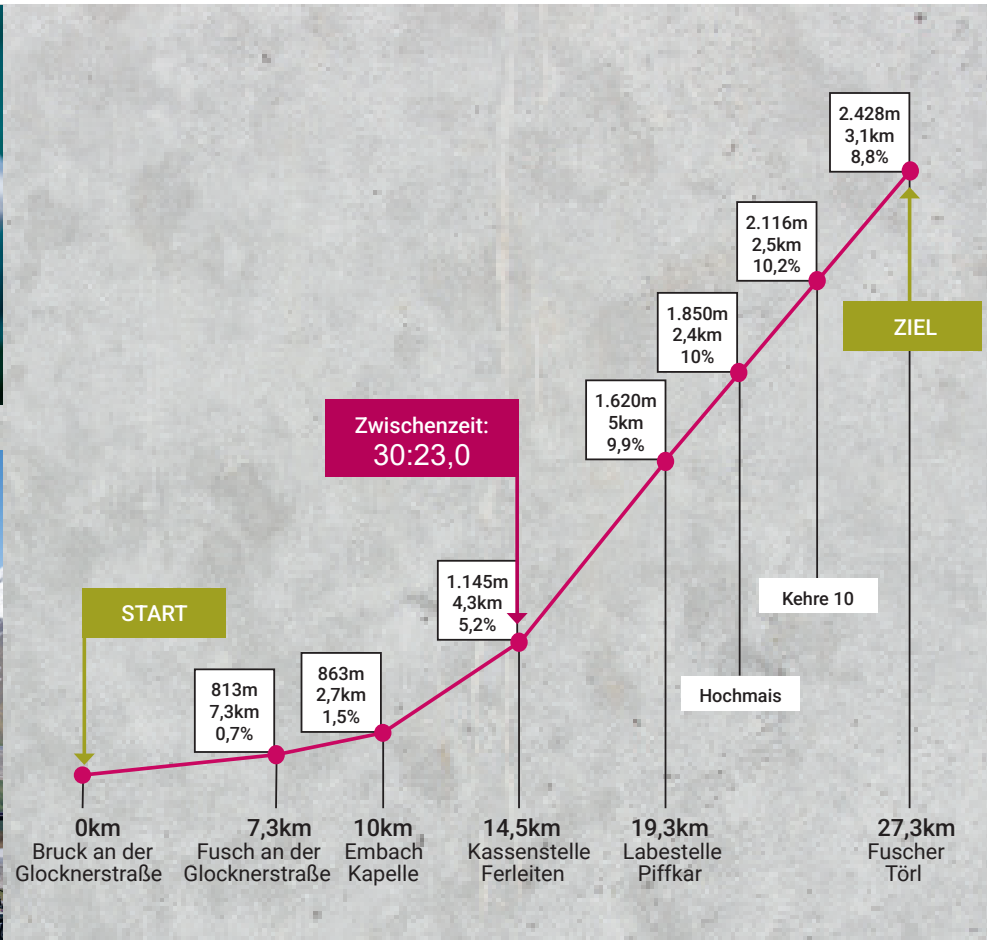 2.428m
3,1km
8,8%
2.116m
2,5km
10,2%
ZIEL
1.850m
2,4km
10%
1.620m
5km
9,9%
Zwischenzeit:
30:23,0
1.145m
4,3km
5,2%
START
Kehre 10
863m
2,7km
1,5%
813m
7,3km
0,7%
Hochmais
0km
Bruck an der
Glocknerstraße
7,3km
Fusch an der
Glocknerstraße
10km
Embach
Kapelle
14,5km
Kassenstelle
Ferleiten
19,3km
Labestelle
Piffkar
27,3km
Fuscher
Törl